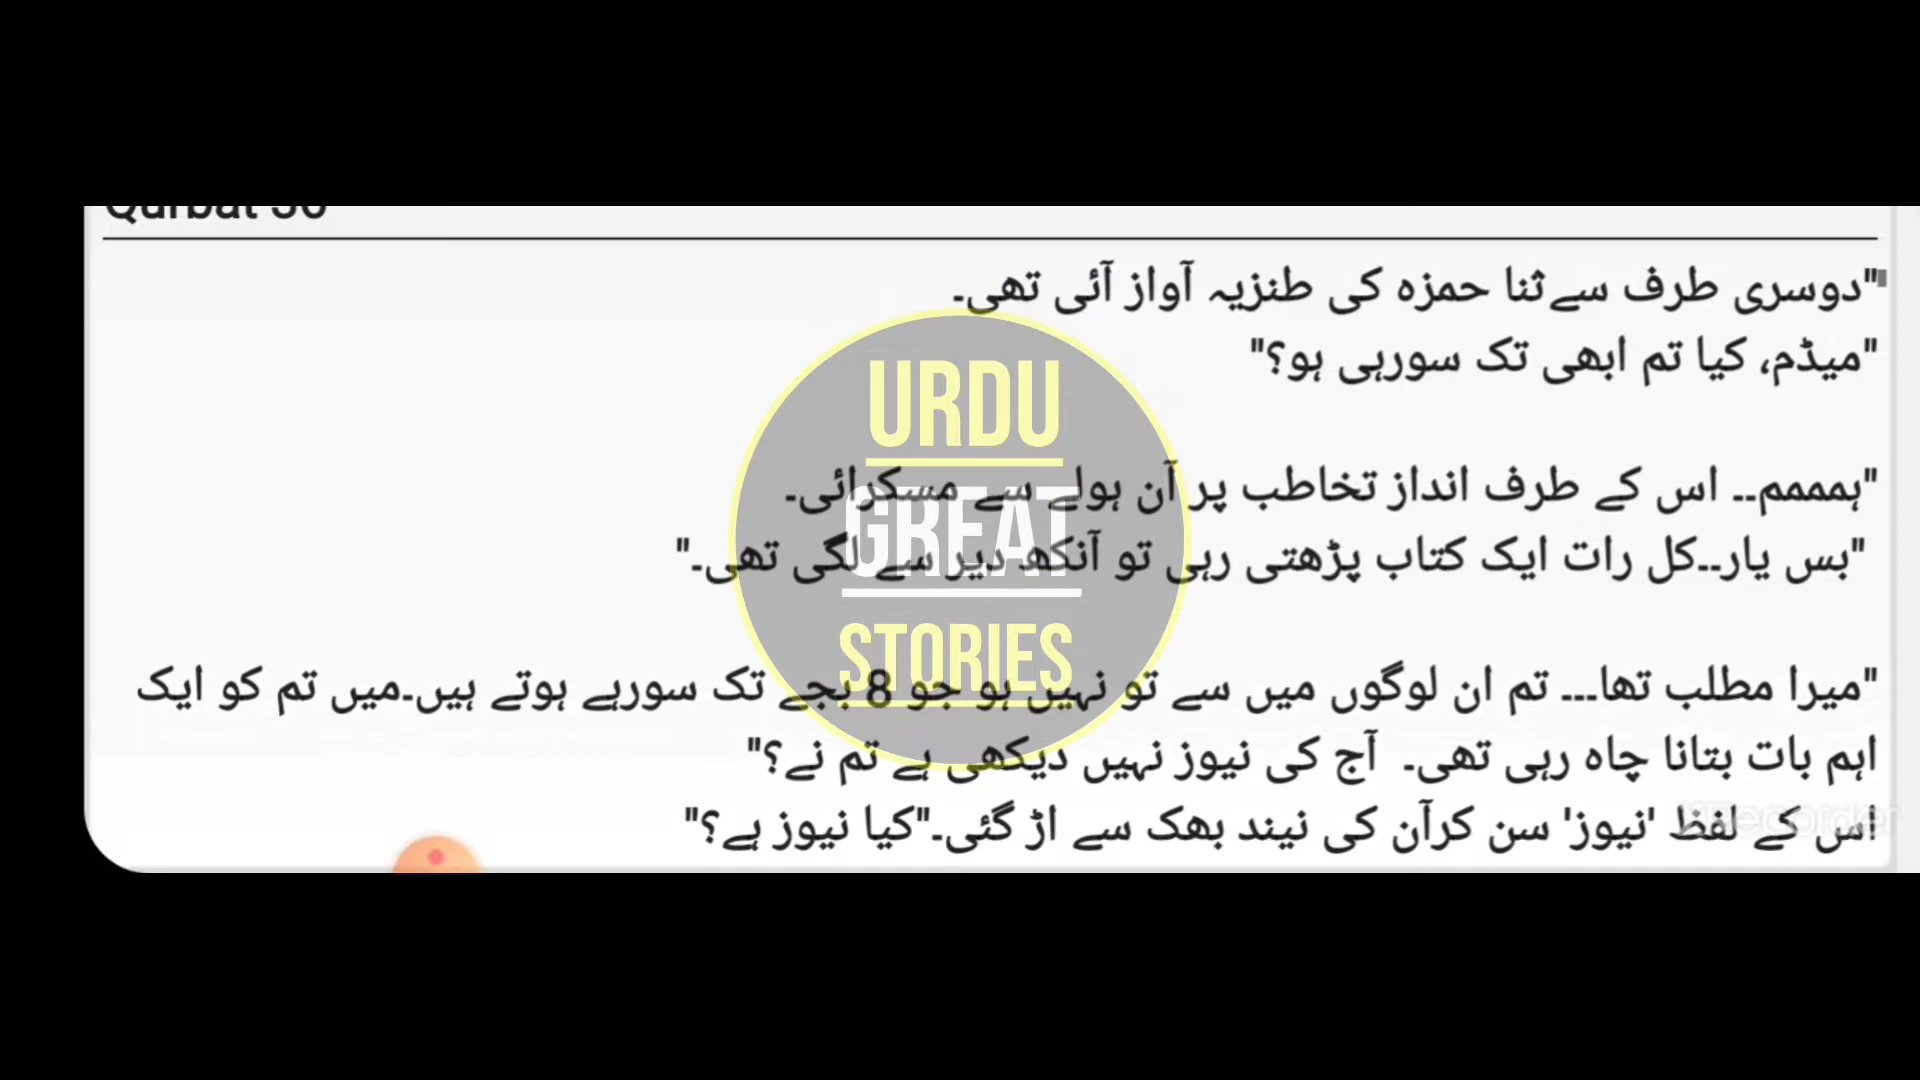 Qurbat 30
"دوسری طرف سے ثنا حمزہ کی طنزیہ آواز آئی تھی۔
"میڈم، کیا تم ابھی تک سورہی ہو؟"
"ہمممم-- اس کے طرف انداز تخاطب پر آن ہولے سے مسکرائی۔
"بس یار--کل رات ایک کتاب پڑھتی رہی تو آنکھ دیر سے لگی تھی۔"
"میرا مطلب تھا--- تم ان لوگوں میں سے تو نہیں ہو جو 8 بجے تک سورہے ہوتے ہیں۔میں تم کو ایک
اہم بات بتانا چاہ رہی تھی۔ آج کی نیوز نہیں دیکھی ہے تم نے؟"
اس کے لفظ 'نیوز' سن کرآن کی نیند بھک سے اڑ گئی۔"کیا نیوز ہے؟"
URDU
GREAT
STORIES
XRecorder